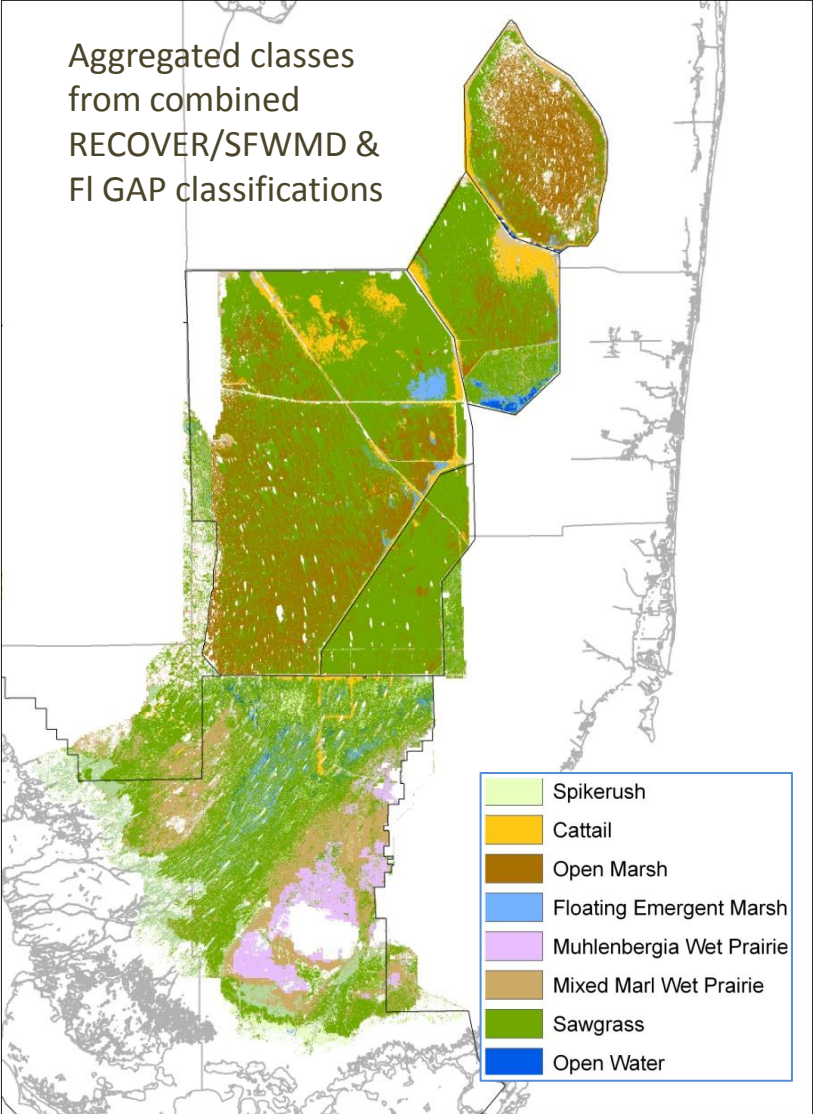 Aggregated classes
from combined
RECOVER/SFWMD &
Fl GAP classifications
Spikerush
Cattail
Open Marsh
Floating Emergent Marsh
Muhlenbergia Wet Prairie
Mixed Marl Wet Prairie
Sawgrass
Open Water